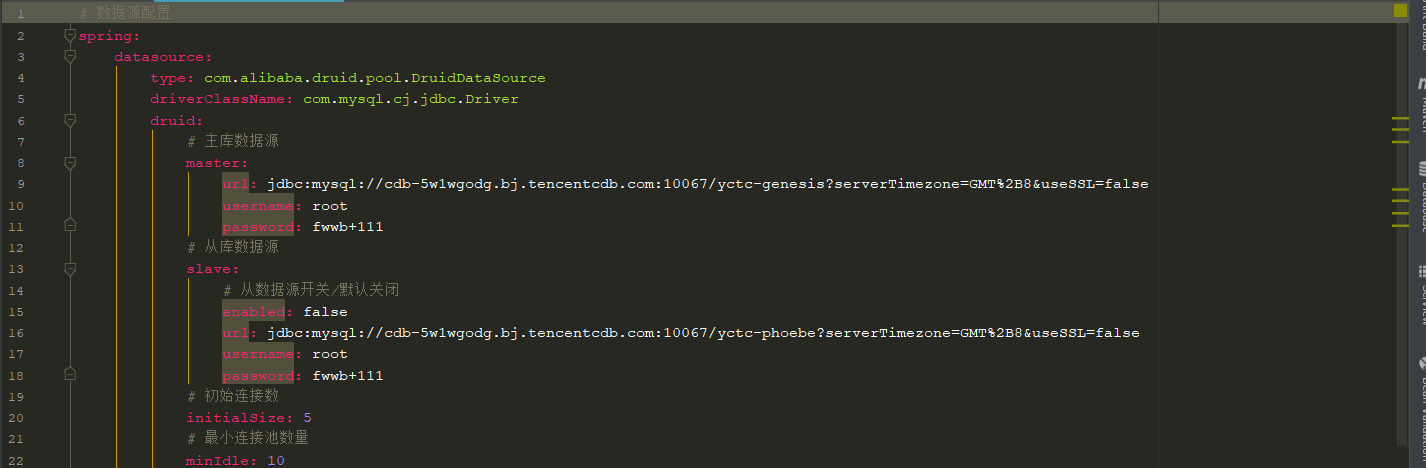 1 # 数据源配置
2 spring:
3 datasource:
4 type: com.alibaba.druid.pool.DruidDataSource
5 driverClassName: com.mysql.cj.jdbc.Driver
6 druid:
7 # 主库数据源
8 master:
9 url: jdbc:mysql://cdb-5w1wgodg.bj.tencentcdb.com:10067/yctc-genesis?serverTimezone=GMT%2B8&useSSL=false
10 username: root
11 password: fwwb+111
12 # 从库数据源
13 slave:
14 # 从数据源开关/默认关闭
15 enabled: false
16 url: jdbc:mysql://cdb-5w1wgodg.bj.tencentcdb.com:10067/yctc-phoebe?serverTimezone=GMT%2B8&useSSL=false
17 username: root
18 password: fwwb+111
19 # 初始连接数
20 initialSize: 5
21 # 最小连接池数量
22 minIdle: 10